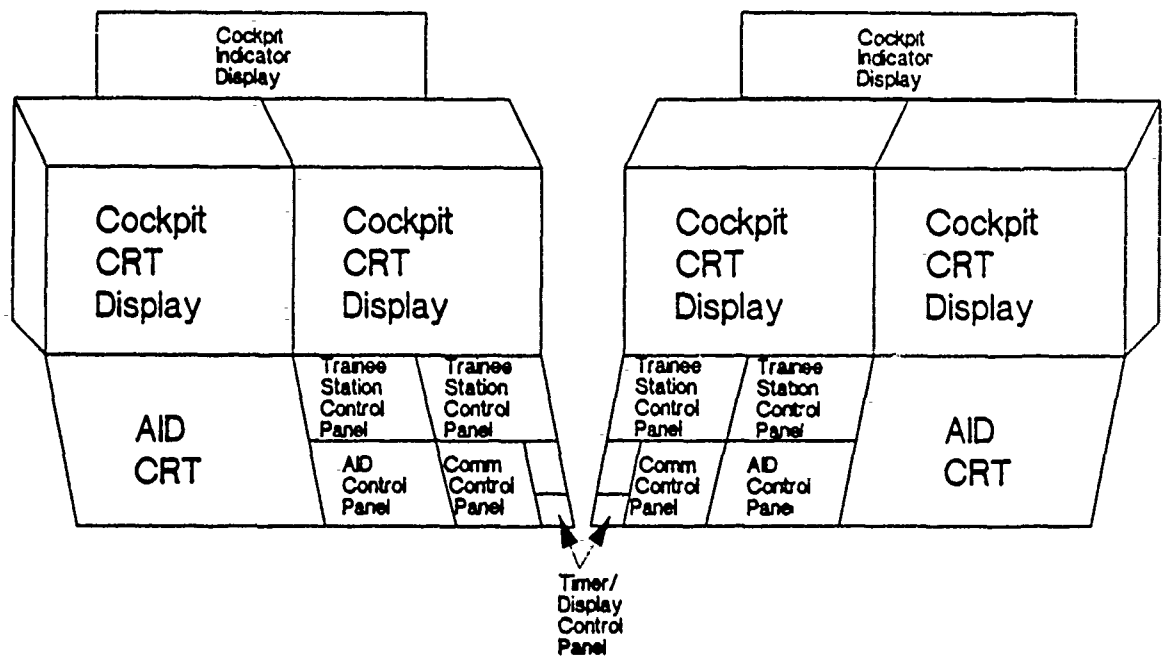 Cockpit
Indicator
Display
Cockpit
Indicator
Display
Cockpit
CRT
Display
Cockpit
CRT
Display
Cockpit
CRT
Display
Cockpit
CRT
Display
AID
CRT
Trainee
Station
Control
Panel
Trainee
Station
Control
Panel
Trainee
Station
Control
Panel
Trainee
Station
Control
Panel
AID
CRT
AID
Control
Panel
Comm
Control
Panel
Comm
Control
Panel
AID
Control
Panel
Timer/
Display
Control
Panel